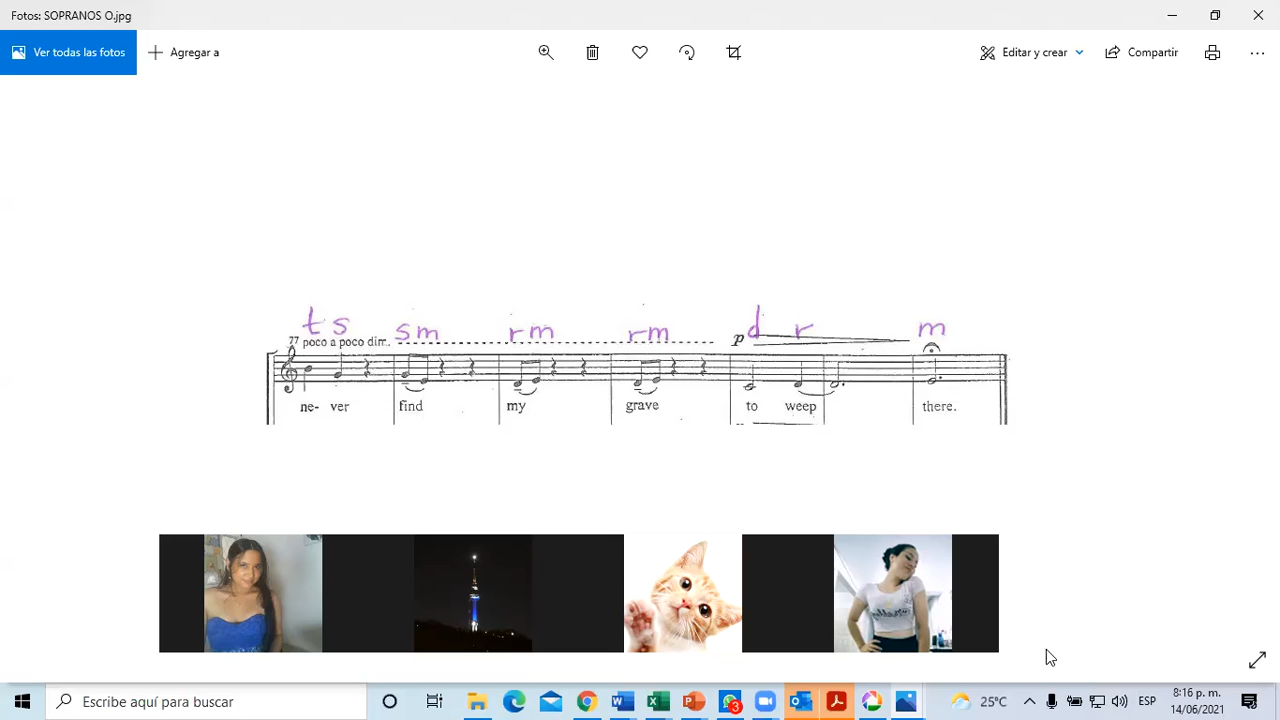 Fotos: SOPRANOS O.jpg
Ver todas las fotos
Agregar a
Editar y crear
Compartir
t s s m r m r m d r m
77 poco a poco dim. p
ne- ver find my grave to weep there.
Escribe aquí para buscar
3
25°C
ESP
8:16 p. m.
14/06/2021